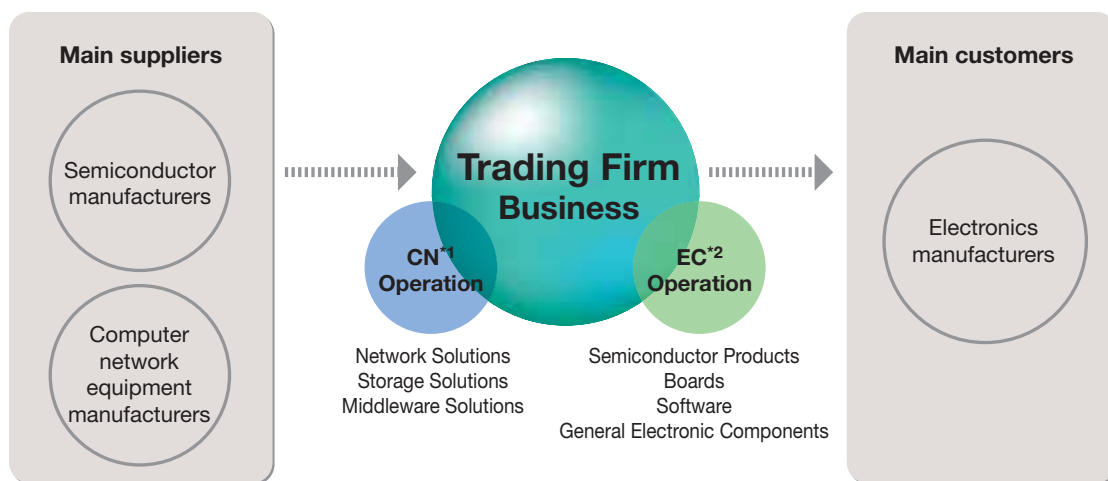 Main suppliers
Semiconductor
manufacturers
Computer
network
equipment
manufacturers
Trading Firm
Business
CN*1
Operation
EC*2
Operation
Network Solutions
Storage Solutions
Middleware Solutions
Semiconductor Products
Boards
Software
General Electronic Components
Main customers
Electronics
manufacturers